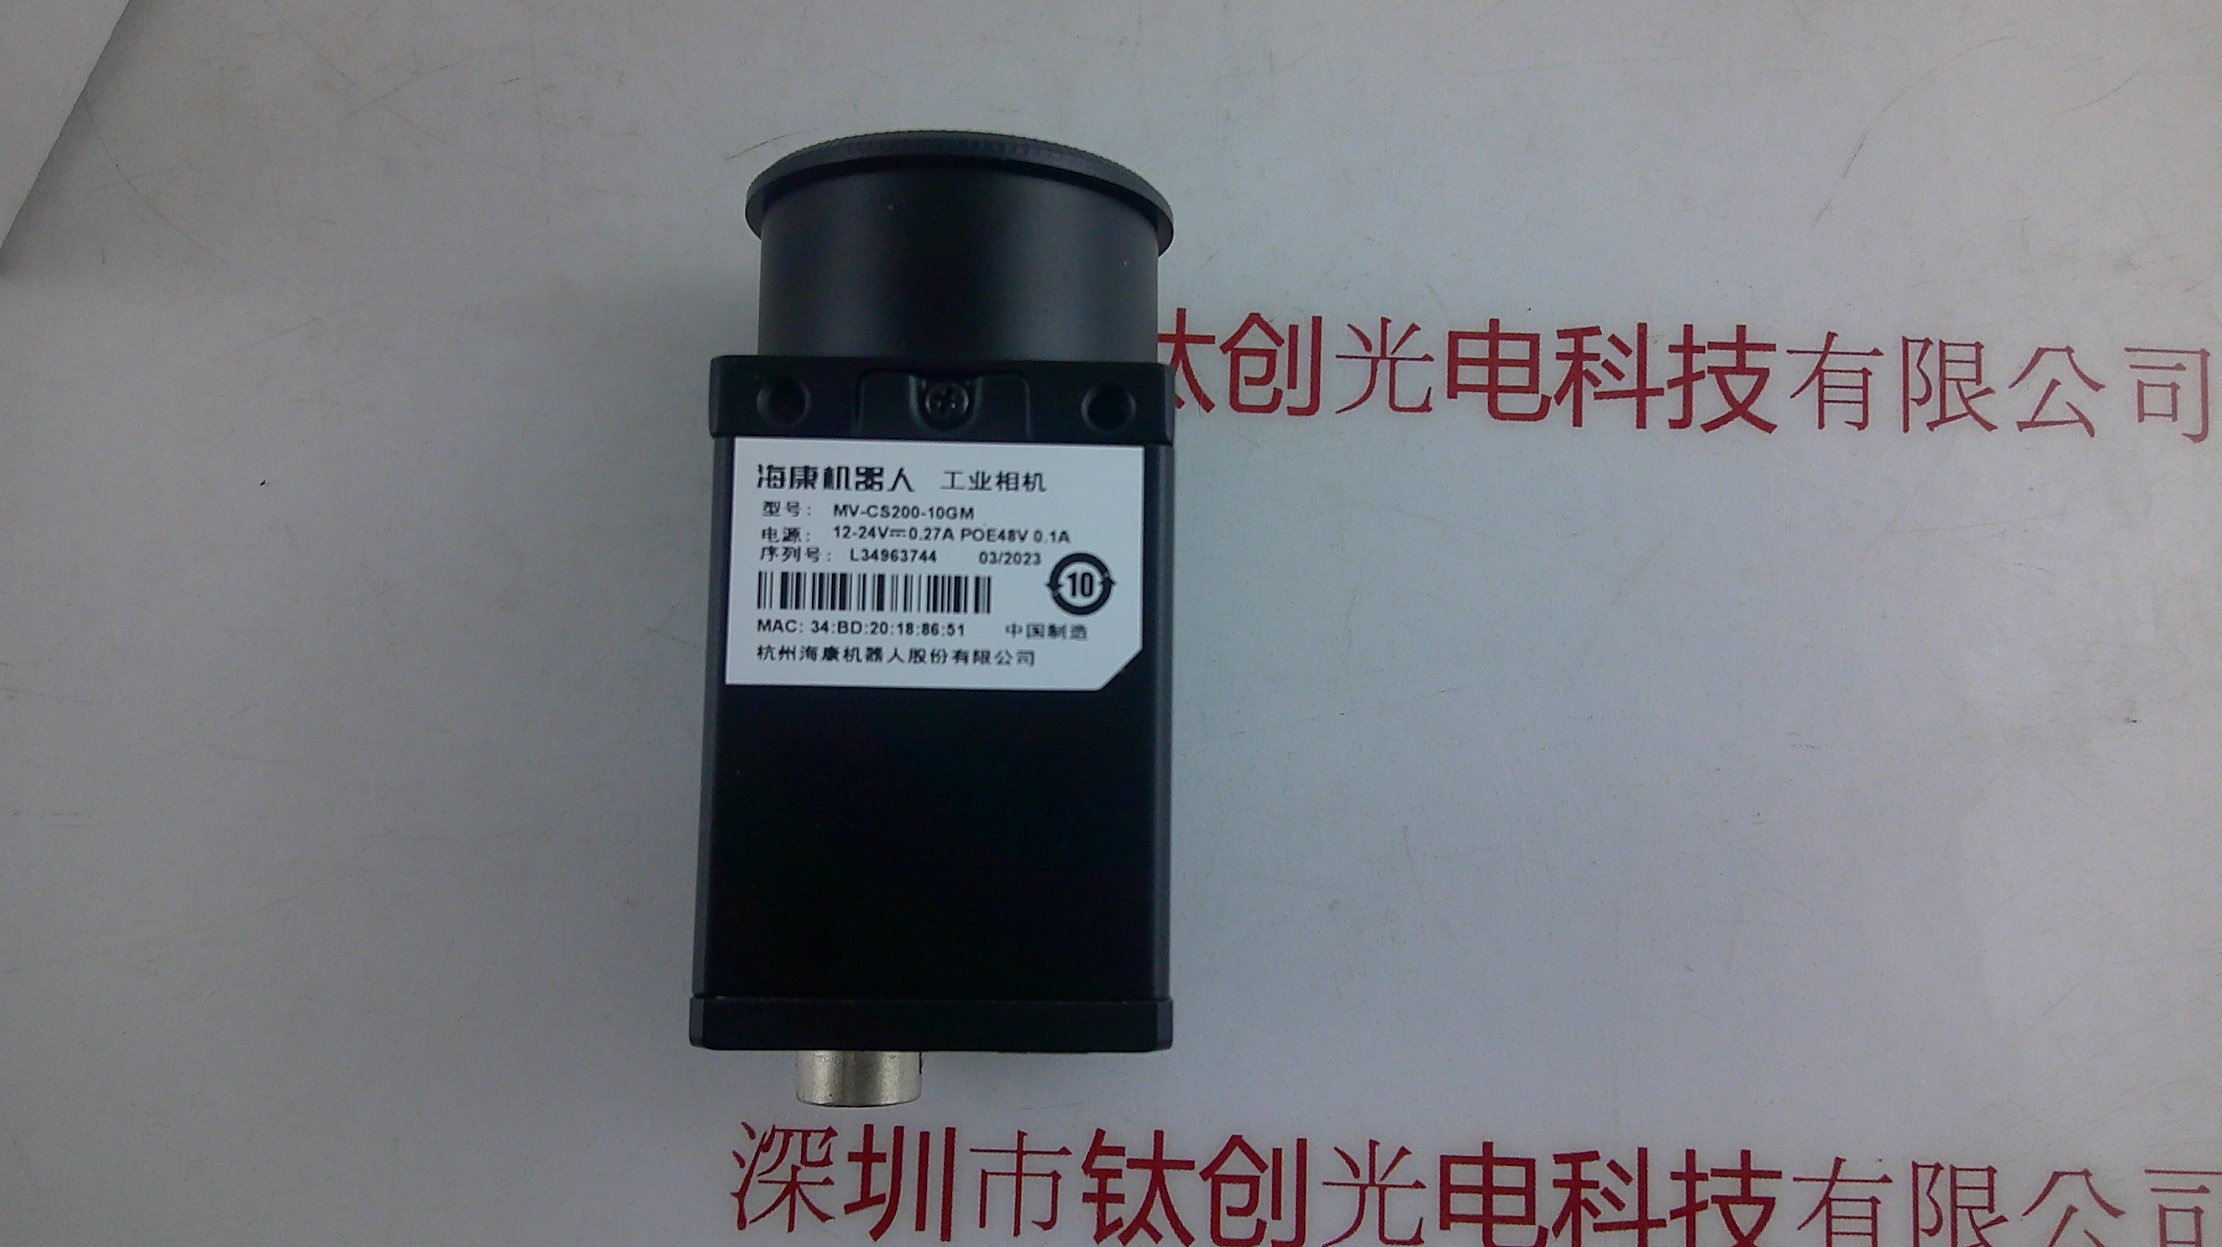 钛创光电科技有限公司
海康机器人 工业相机
型号: MV-CS200-10GM
电源: 12-24V⎓0.27A POE48V 0.1A
序列号: L34963744 03/2023
10
MAC: 34:BD:20:18:86:51 中国制造
杭州海康机器人股份有限公司
深圳市钛创光电科技有限公司